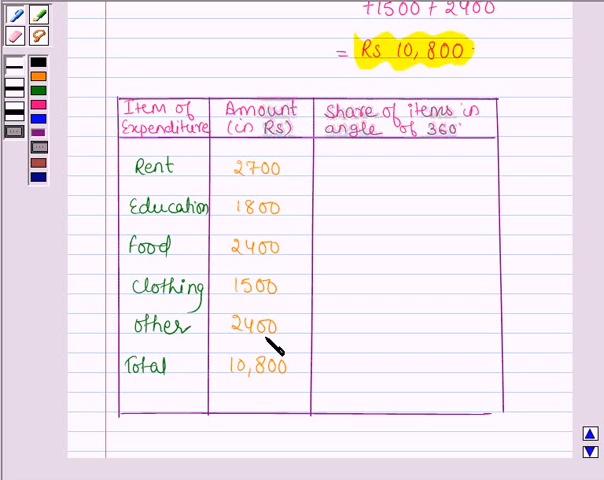 +1500 + 2400
= Rs 10,800
Item of Expenditure Amount (in Rs) Share of items in angle of 360°
Rent 2700
Education 1800
Food 2400
Clothing 1500
Other 2400
Total 10,800